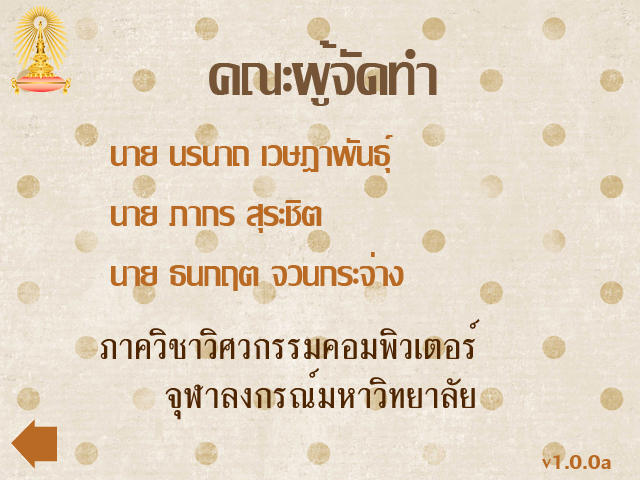 คณะผู้จัดทำ
นาย นรนาถ เวษฎาพันธุ์
นาย ภากร สุระชิต
นาย ธนกฤต จวนกระจ่าง
ภาควิชาวิศวกรรมคอมพิวเตอร์
จุฬาลงกรณ์มหาวิทยาลัย
v1.0.0a